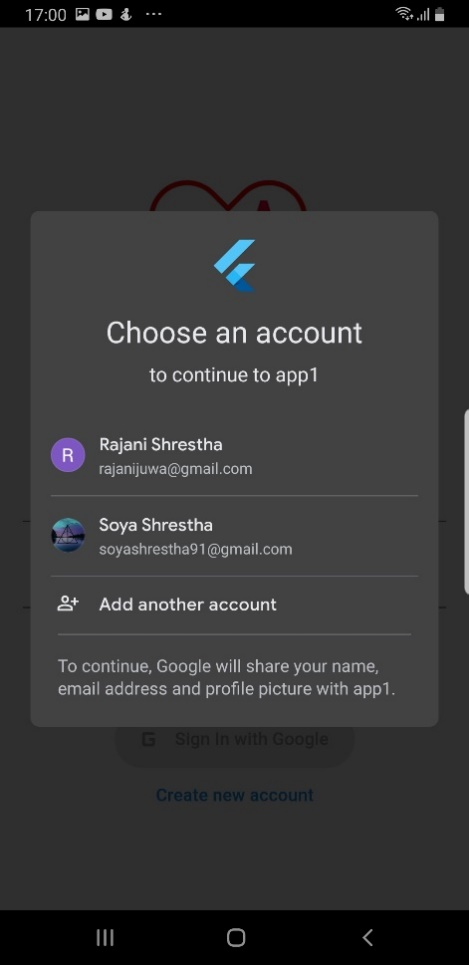 17:00
Choose an account
to continue to app1
R
Rajani Shrestha
rajanijuwa@gmail.com
Soya Shrestha
soyashrestha91@gmail.com
Add another account
To continue, Google will share your name,
email address and profile picture with app1.
G Sign In with Google
Create new account